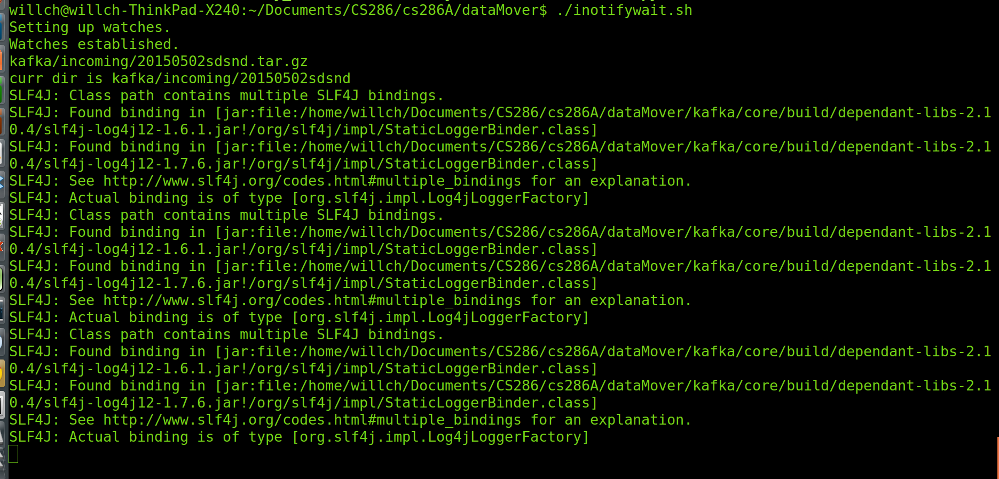 willch@willch-ThinkPad-X240:~/Documents/CS286/cs286A/dataMover$ ./inotifywait.sh
Setting up watches.
Watches established.
kafka/incoming/20150502sdsnd.tar.gz
curr dir is kafka/incoming/20150502sdsnd
SLF4J: Class path contains multiple SLF4J bindings.
SLF4J: Found binding in [jar:file:/home/willch/Documents/CS286/cs286A/dataMover/kafka/core/build/dependant-libs-2.1
0.4/slf4j-log4j12-1.6.1.jar!/org/slf4j/impl/StaticLoggerBinder.class]
SLF4J: Found binding in [jar:file:/home/willch/Documents/CS286/cs286A/dataMover/kafka/core/build/dependant-libs-2.1
0.4/slf4j-log4j12-1.7.6.jar!/org/slf4j/impl/StaticLoggerBinder.class]
SLF4J: See http://www.slf4j.org/codes.html#multiple_bindings for an explanation.
SLF4J: Actual binding is of type [org.slf4j.impl.Log4jLoggerFactory]
SLF4J: Class path contains multiple SLF4J bindings.
SLF4J: Found binding in [jar:file:/home/willch/Documents/CS286/cs286A/dataMover/kafka/core/build/dependant-libs-2.1
0.4/slf4j-log4j12-1.6.1.jar!/org/slf4j/impl/StaticLoggerBinder.class]
SLF4J: Found binding in [jar:file:/home/willch/Documents/CS286/cs286A/dataMover/kafka/core/build/dependant-libs-2.1
0.4/slf4j-log4j12-1.7.6.jar!/org/slf4j/impl/StaticLoggerBinder.class]
SLF4J: See http://www.slf4j.org/codes.html#multiple_bindings for an explanation.
SLF4J: Actual binding is of type [org.slf4j.impl.Log4jLoggerFactory]
SLF4J: Class path contains multiple SLF4J bindings.
SLF4J: Found binding in [jar:file:/home/willch/Documents/CS286/cs286A/dataMover/kafka/core/build/dependant-libs-2.1
0.4/slf4j-log4j12-1.6.1.jar!/org/slf4j/impl/StaticLoggerBinder.class]
SLF4J: Found binding in [jar:file:/home/willch/Documents/CS286/cs286A/dataMover/kafka/core/build/dependant-libs-2.1
0.4/slf4j-log4j12-1.7.6.jar!/org/slf4j/impl/StaticLoggerBinder.class]
SLF4J: See http://www.slf4j.org/codes.html#multiple_bindings for an explanation.
SLF4J: Actual binding is of type [org.slf4j.impl.Log4jLoggerFactory]